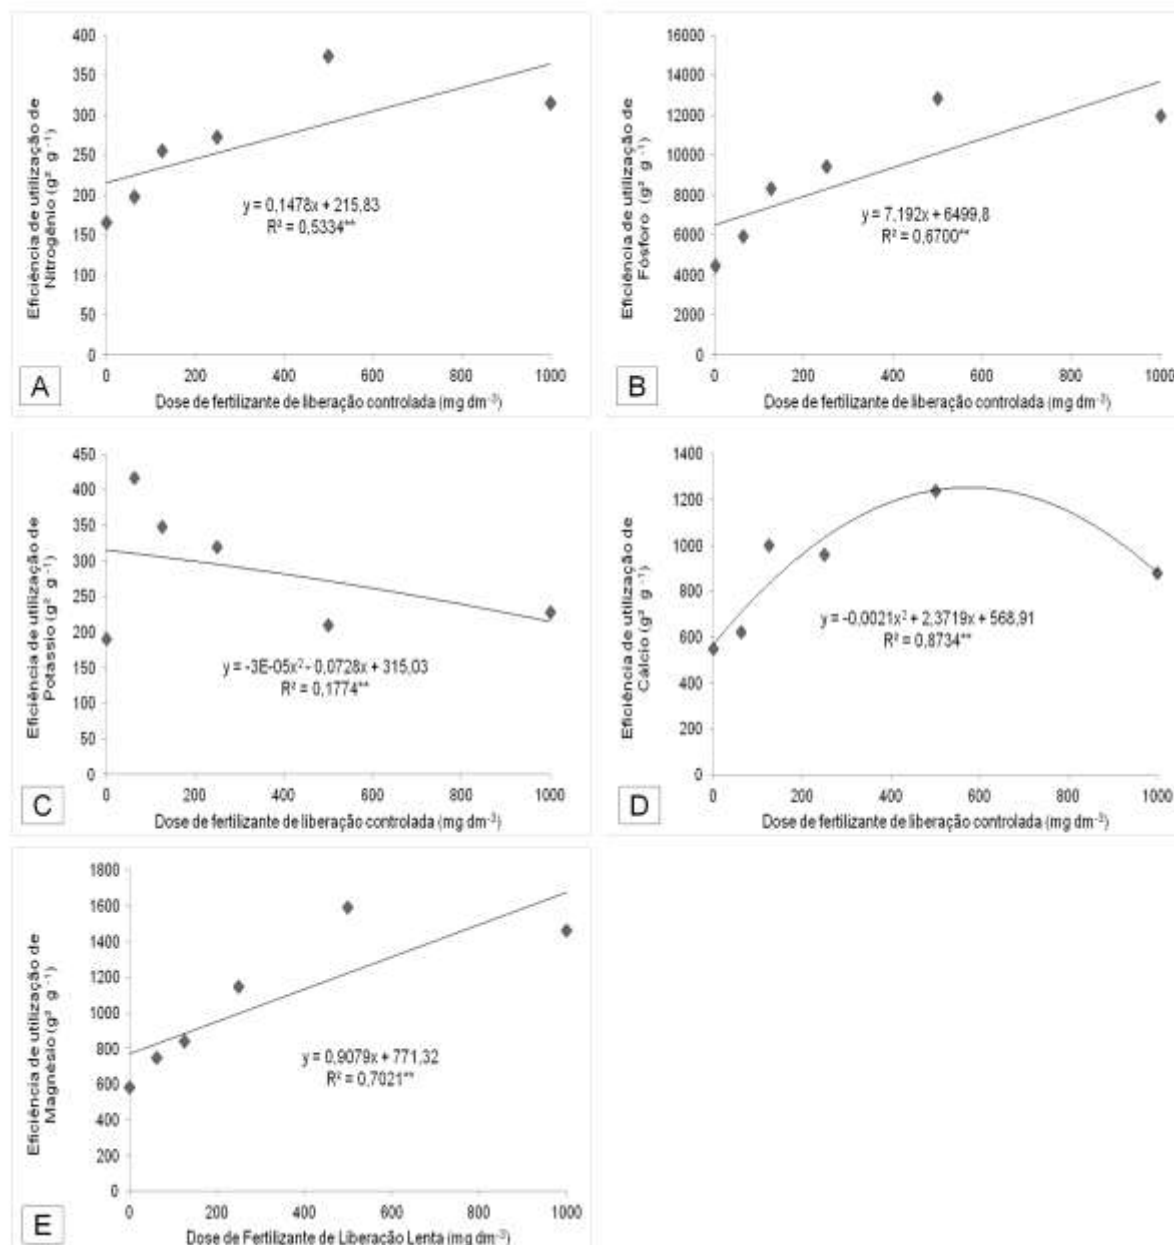 Eficiência de utilização de
Nitrogênio (g² g⁻¹)
400
350
300
250
200
150
100
50
0
y = 0,1478x + 215,83
R² = 0,5334**
0 200 400 600 800 1000
Dose de fertilizante de liberação controlada (mg dm⁻³)
A
Eficiência de utilização de
Fósforo (g² g⁻¹)
16000
14000
12000
10000
8000
6000
4000
2000
0
y = 7,192x + 6499,8
R² = 0,6700**
0 200 400 600 800 1000
Dose de fertilizante de liberação controlada (mg dm⁻³)
B
Eficiência de utilização de
Potássio (g² g⁻¹)
450
400
350
300
250
200
150
100
50
0
y = -3E-05x² - 0,0728x + 315,03
R² = 0,1774**
0 200 400 600 800 1000
Dose de fertilizante de liberação controlada (mg dm⁻³)
C
Eficiência de utilização de
Cálcio (g² g⁻¹)
1400
1200
1000
800
600
400
200
0
y = -0,0021x² + 2,3719x + 568,91
R² = 0,8734**
0 200 400 600 800 1000
Dose de fertilizante de liberação controlada (mg dm⁻³)
D
Eficiência de utilização de
Magnésio (g² g⁻¹)
1800
1600
1400
1200
1000
800
600
400
200
0
y = 0,9079x + 771,32
R² = 0,7021**
0 200 400 600 800 1000
Dose de Fertilizante de Liberação Lenta (mg dm⁻³)
E